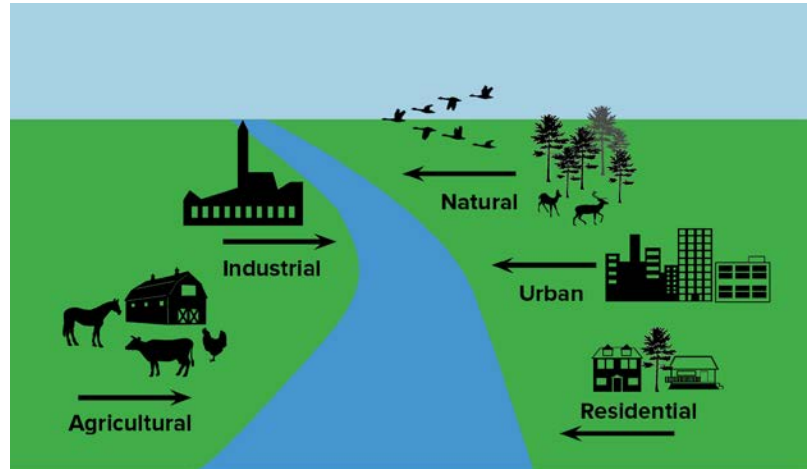 Natural
Industrial
Urban
Agricultural
Residential